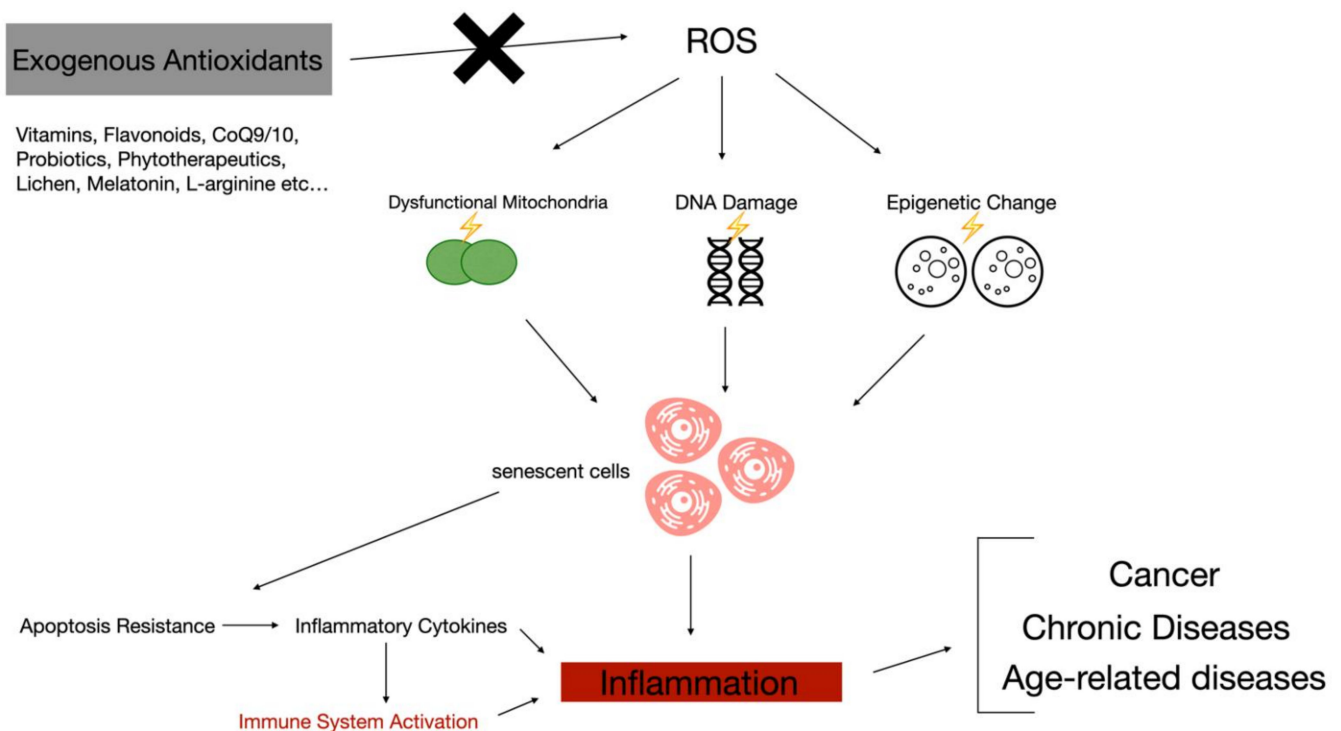 Exogenous Antioxidants
ROS
Vitamins, Flavonoids, CoQ9/10,
Probiotics, Phytotherapeutics,
Lichen, Melatonin, L-arginine etc...
Dysfunctional Mitochondria
DNA Damage
Epigenetic Change
senescent cells
Apoptosis Resistance
Inflammatory Cytokines
Immune System Activation
Inflammation
Cancer
Chronic Diseases
Age-related diseases